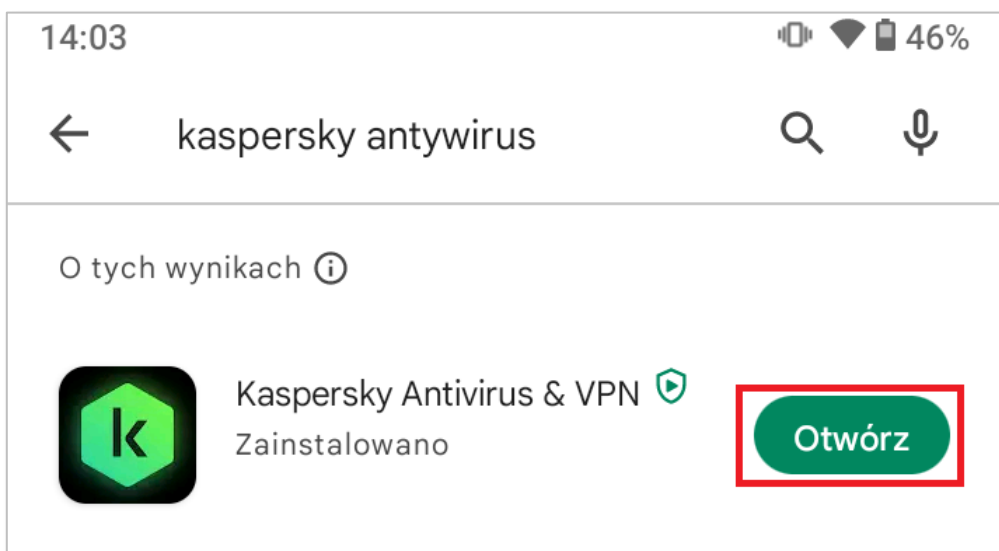 14:03 46%
kaspersky antywirus
O tych wynikach
k
Kaspersky Antivirus & VPN
Zainstalowano
Otwórz